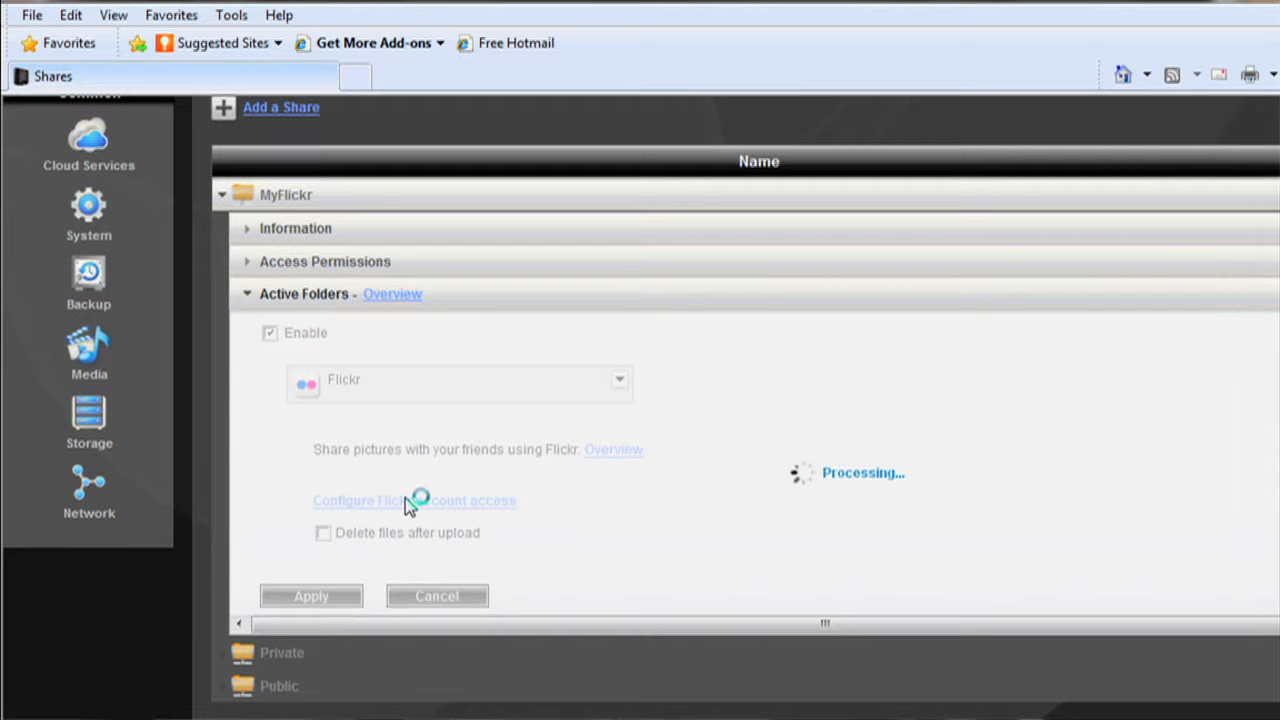 File Edit View Favorites Tools Help
Favorites Suggested Sites Get More Add-ons Free Hotmail
Shares
Add a Share
Cloud Services
System
Backup
Media
Storage
Network
Name
MyFlickr
Information
Access Permissions
Active Folders - Overview
Enable
Flickr
Share pictures with your friends using Flickr. Overview
Processing...
Configure Flickr account access
Delete files after upload
Apply Cancel
Private
Public